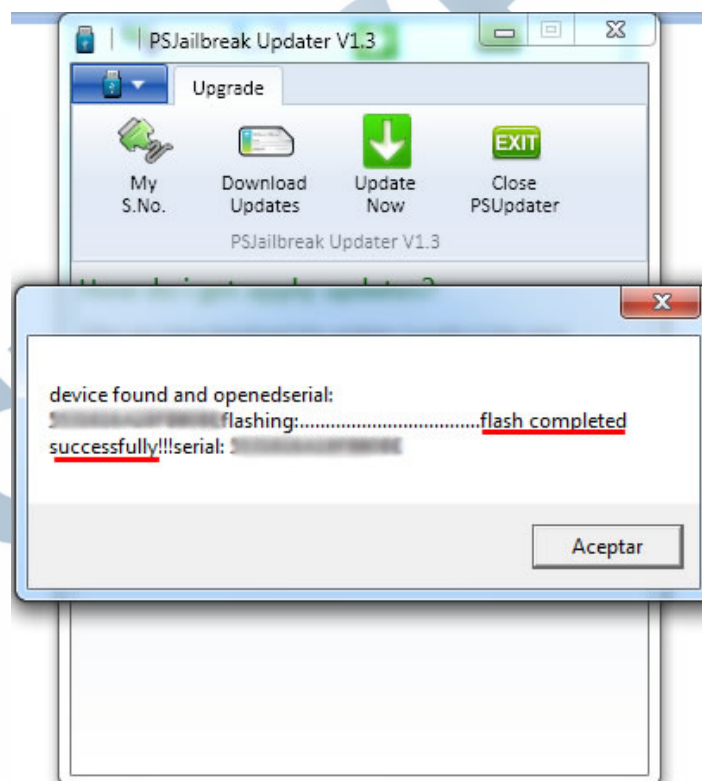 PSJailbreak Updater V1.3
Upgrade
My
S.No.
Download
Updates
Update
Now
EXIT
Close
PSUpdater
PSJailbreak Updater V1.3
device found and openedserial:
flashing:...................................flash completed
successfully!!!serial:
Aceptar